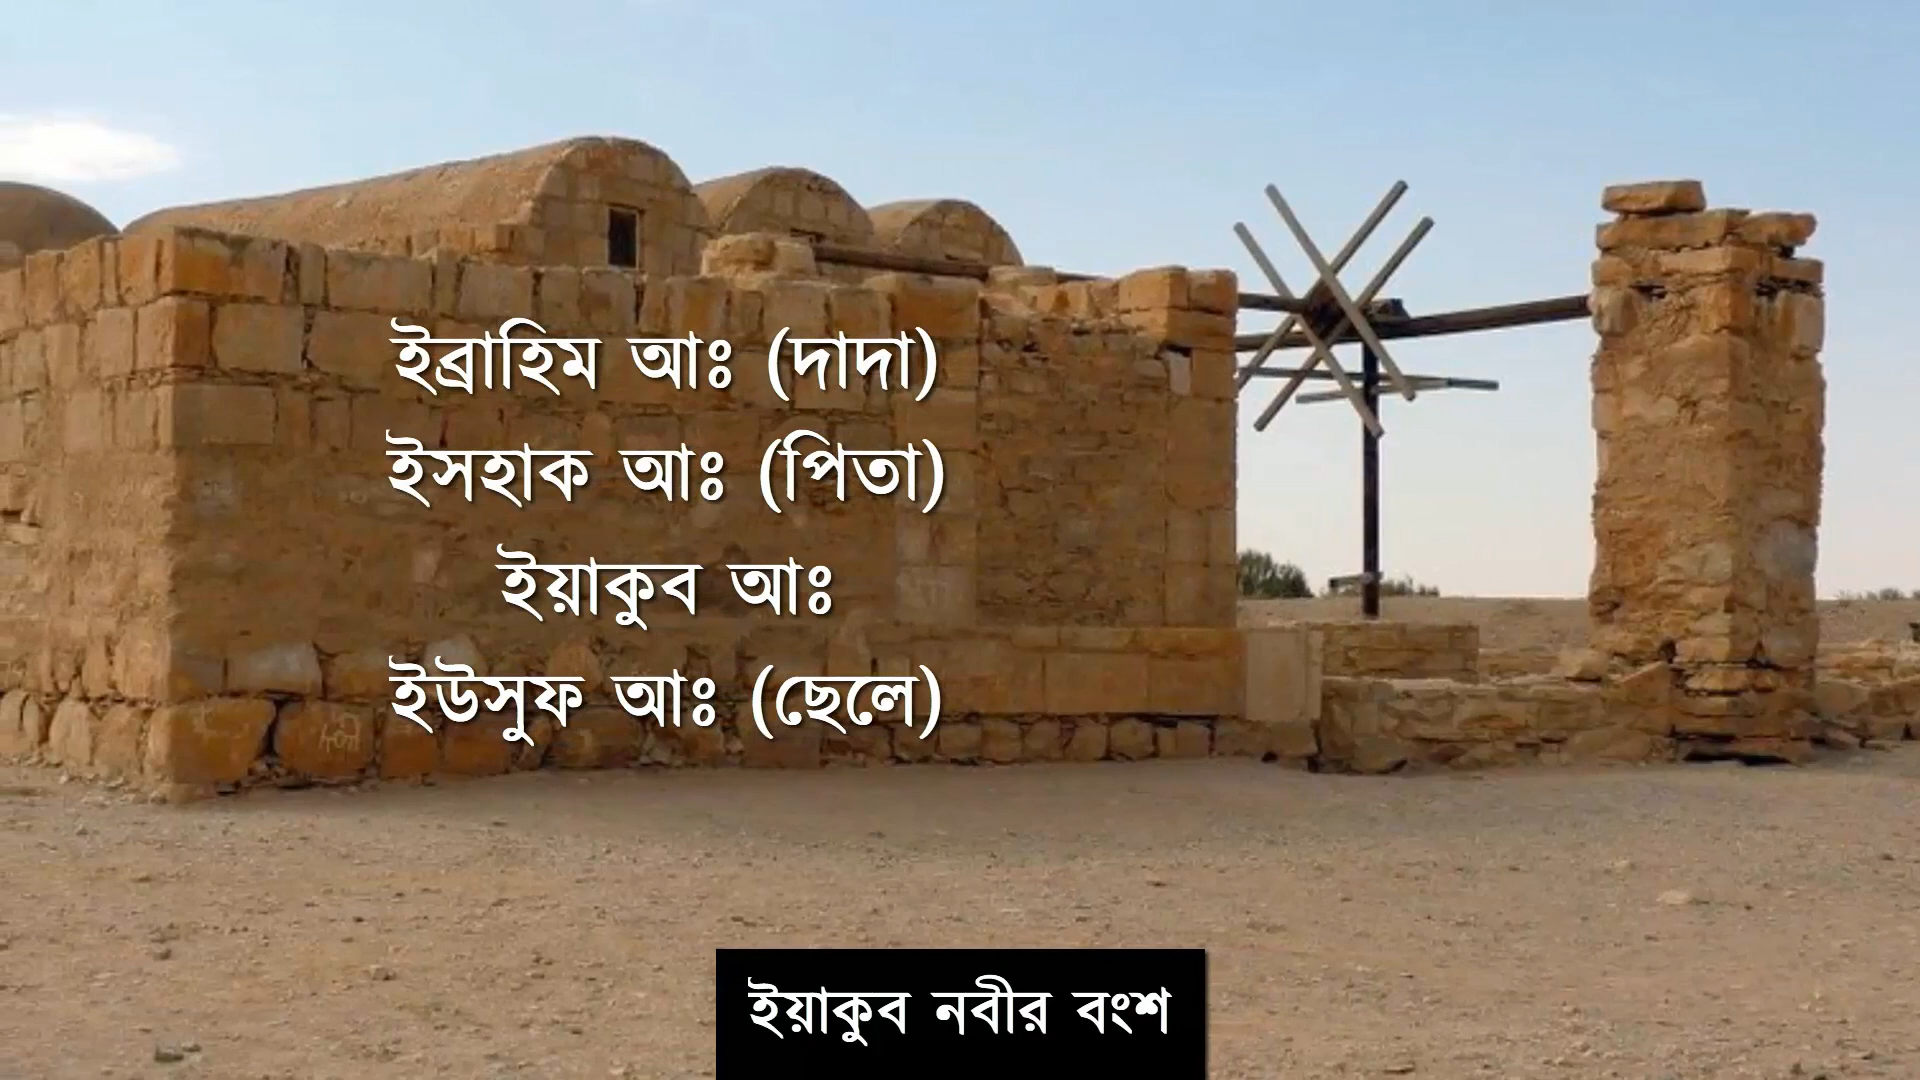 ইব্রাহিম আঃ (দাদা)
ইসহাক আঃ (পিতা)
ইয়াকুব আঃ
ইউসুফ আঃ (ছেলে)
ইয়াকুব নবীর বংশ